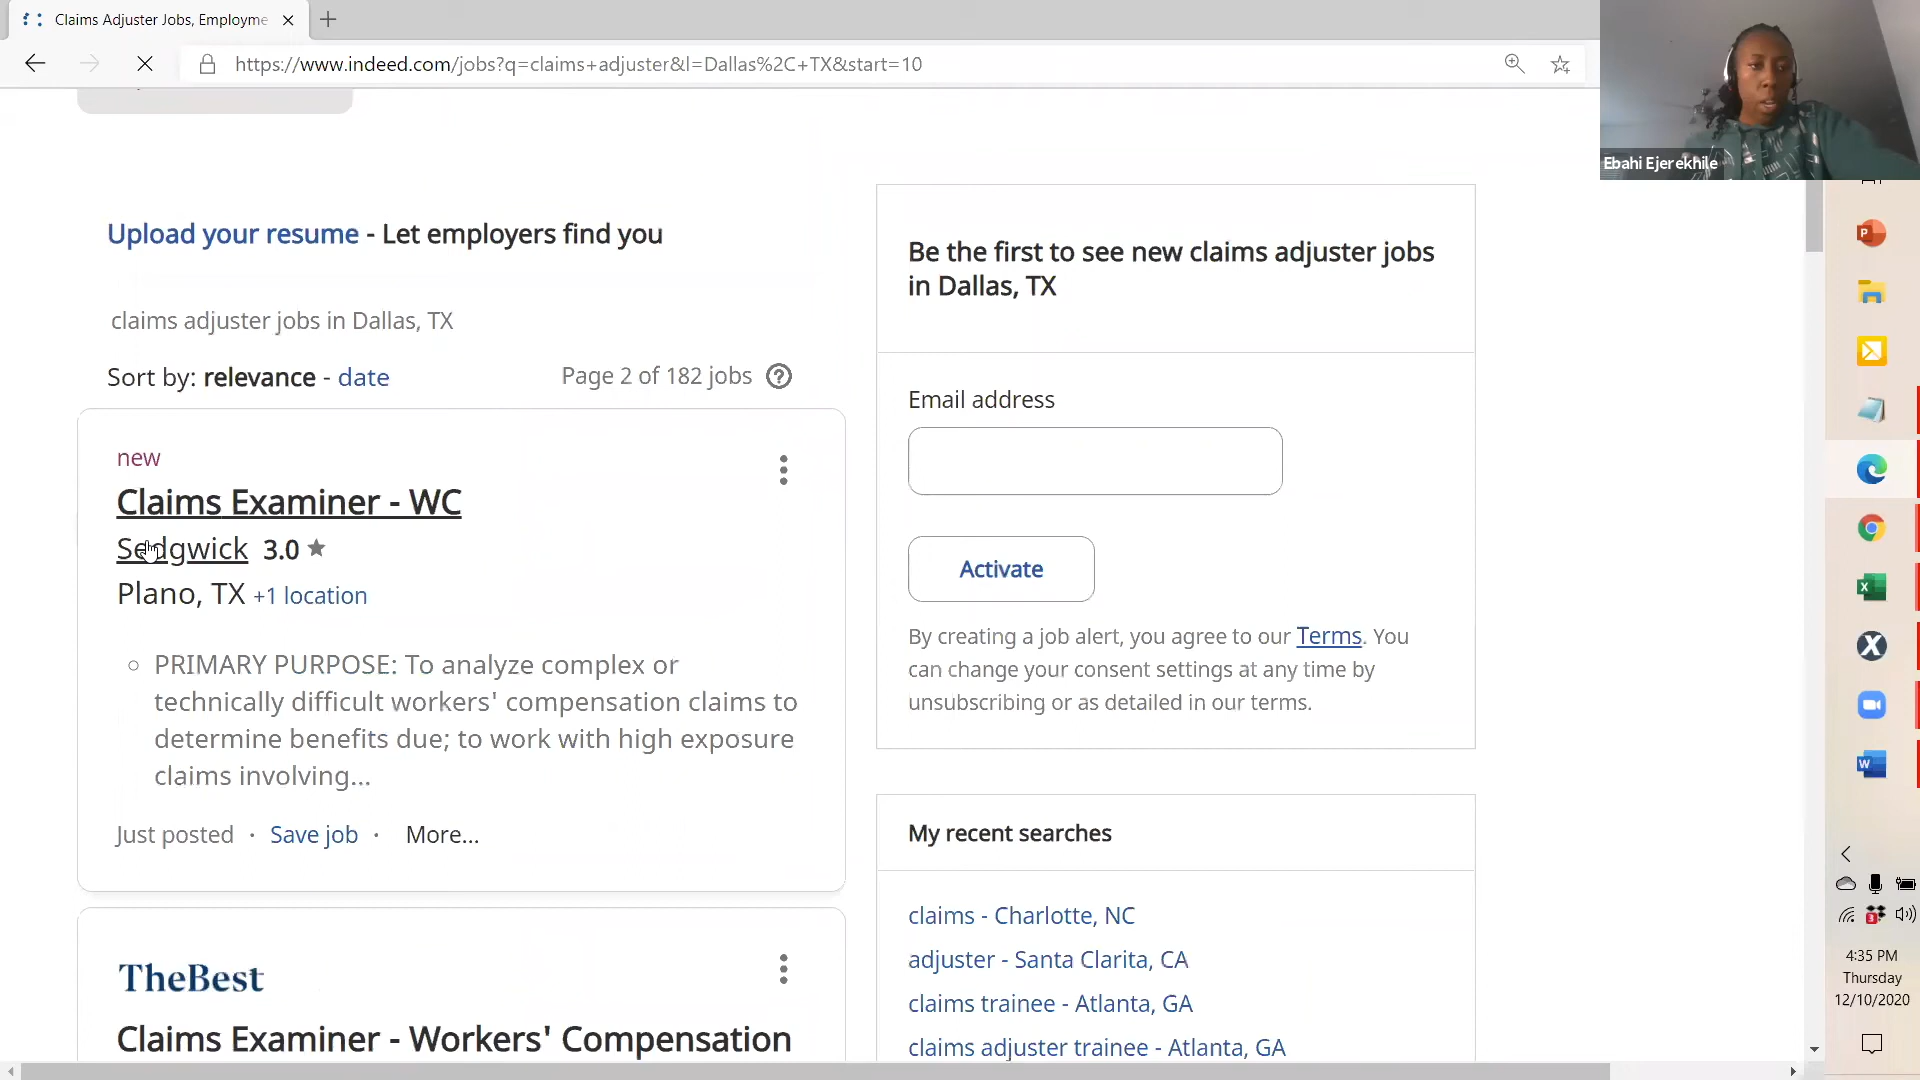 Claims Adjuster Jobs, Employme
https://www.indeed.com/jobs?q=claims+adjuster&l=Dallas%2C+TX&start=10
Ebahi Ejerekhile
Upload your resume - Let employers find you
claims adjuster jobs in Dallas, TX
Sort by: relevance - date
Page 2 of 182 jobs
new
Claims Examiner - WC
Sedgwick 3.0
Plano, TX +1 location
PRIMARY PURPOSE: To analyze complex or
technically difficult workers' compensation claims to
determine benefits due; to work with high exposure
claims involving...
Just posted · Save job · More...
TheBest
Claims Examiner - Workers' Compensation
Be the first to see new claims adjuster jobs
in Dallas, TX
Email address
Activate
By creating a job alert, you agree to our Terms. You
can change your consent settings at any time by
unsubscribing or as detailed in our terms.
My recent searches
claims - Charlotte, NC
adjuster - Santa Clarita, CA
claims trainee - Atlanta, GA
claims adjuster trainee - Atlanta, GA
4:35 PM
Thursday
12/10/2020